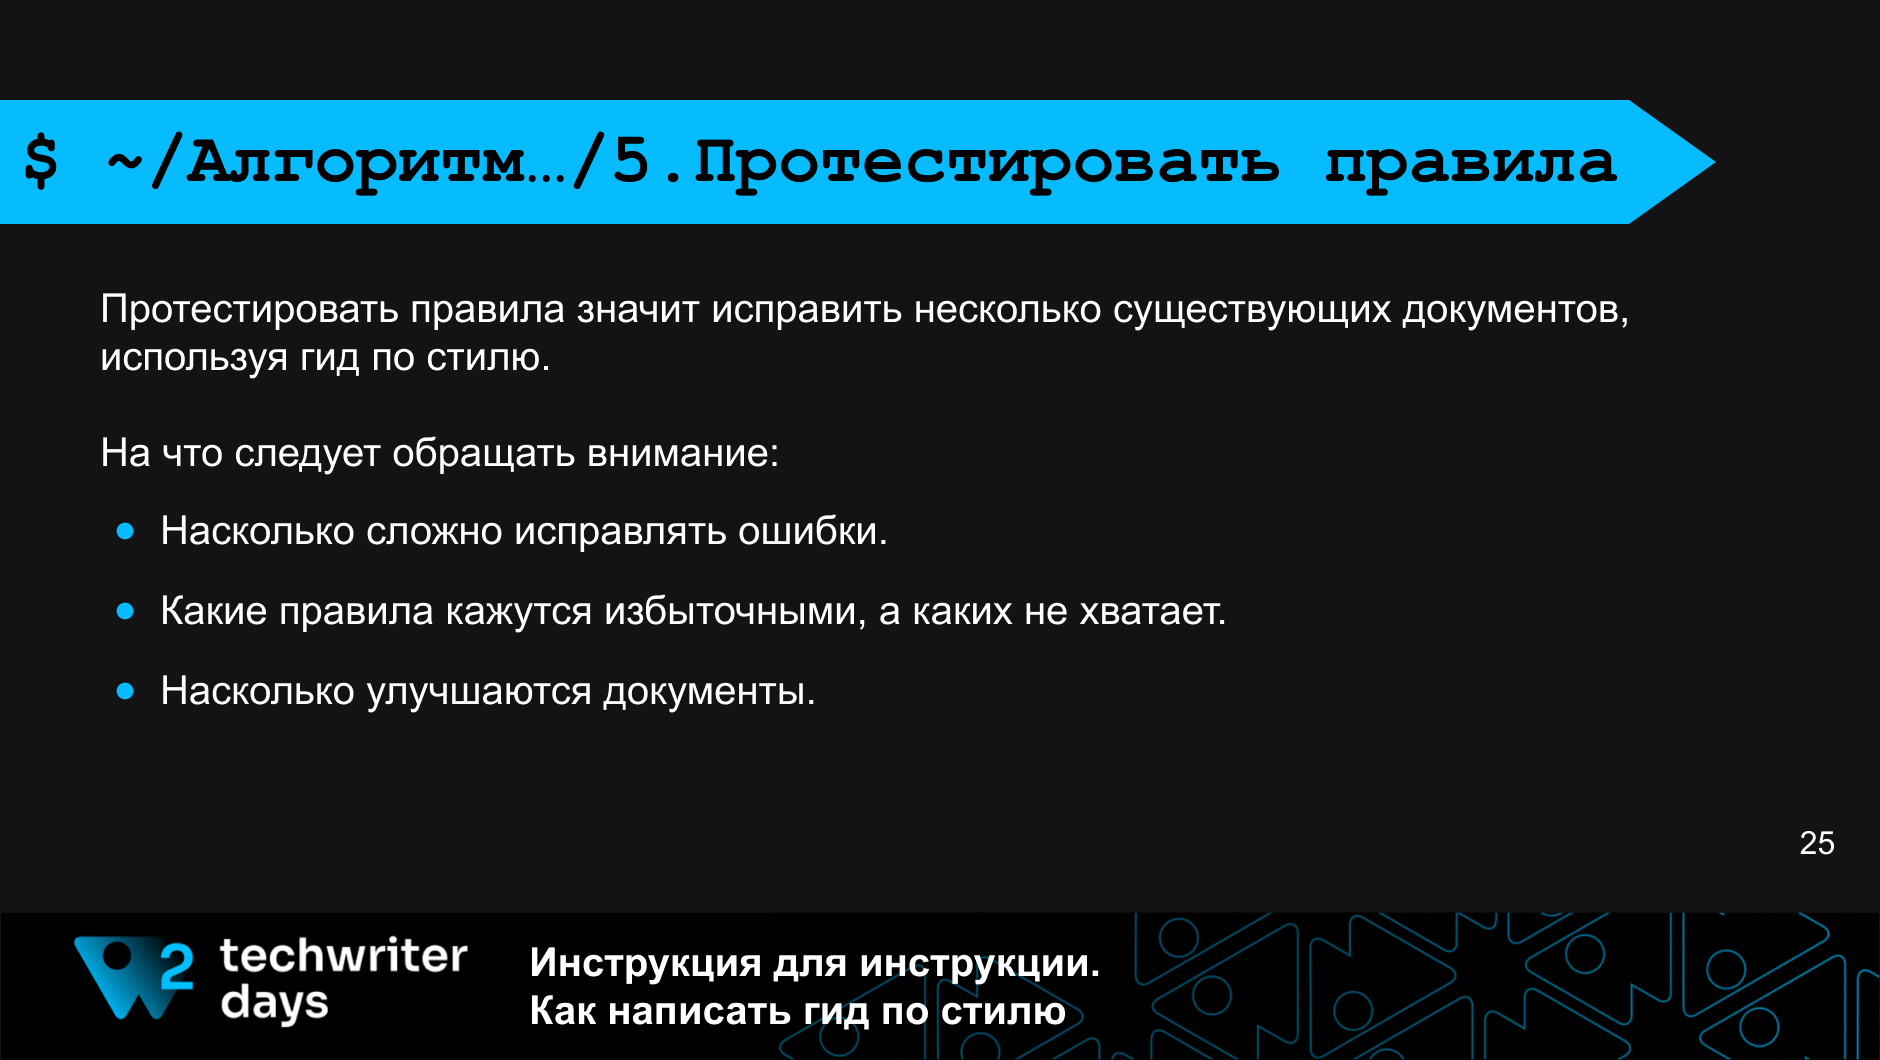 $ ~/Алгоритм…/5.Протестировать правила
Протестировать правила значит исправить несколько существующих документов,
используя гид по стилю.
На что следует обращать внимание:
● Насколько сложно исправлять ошибки.
● Какие правила кажутся избыточными, а каких не хватает.
● Насколько улучшаются документы.
25
2
techwriter
days
Инструкция для инструкции.
Как написать гид по стилю